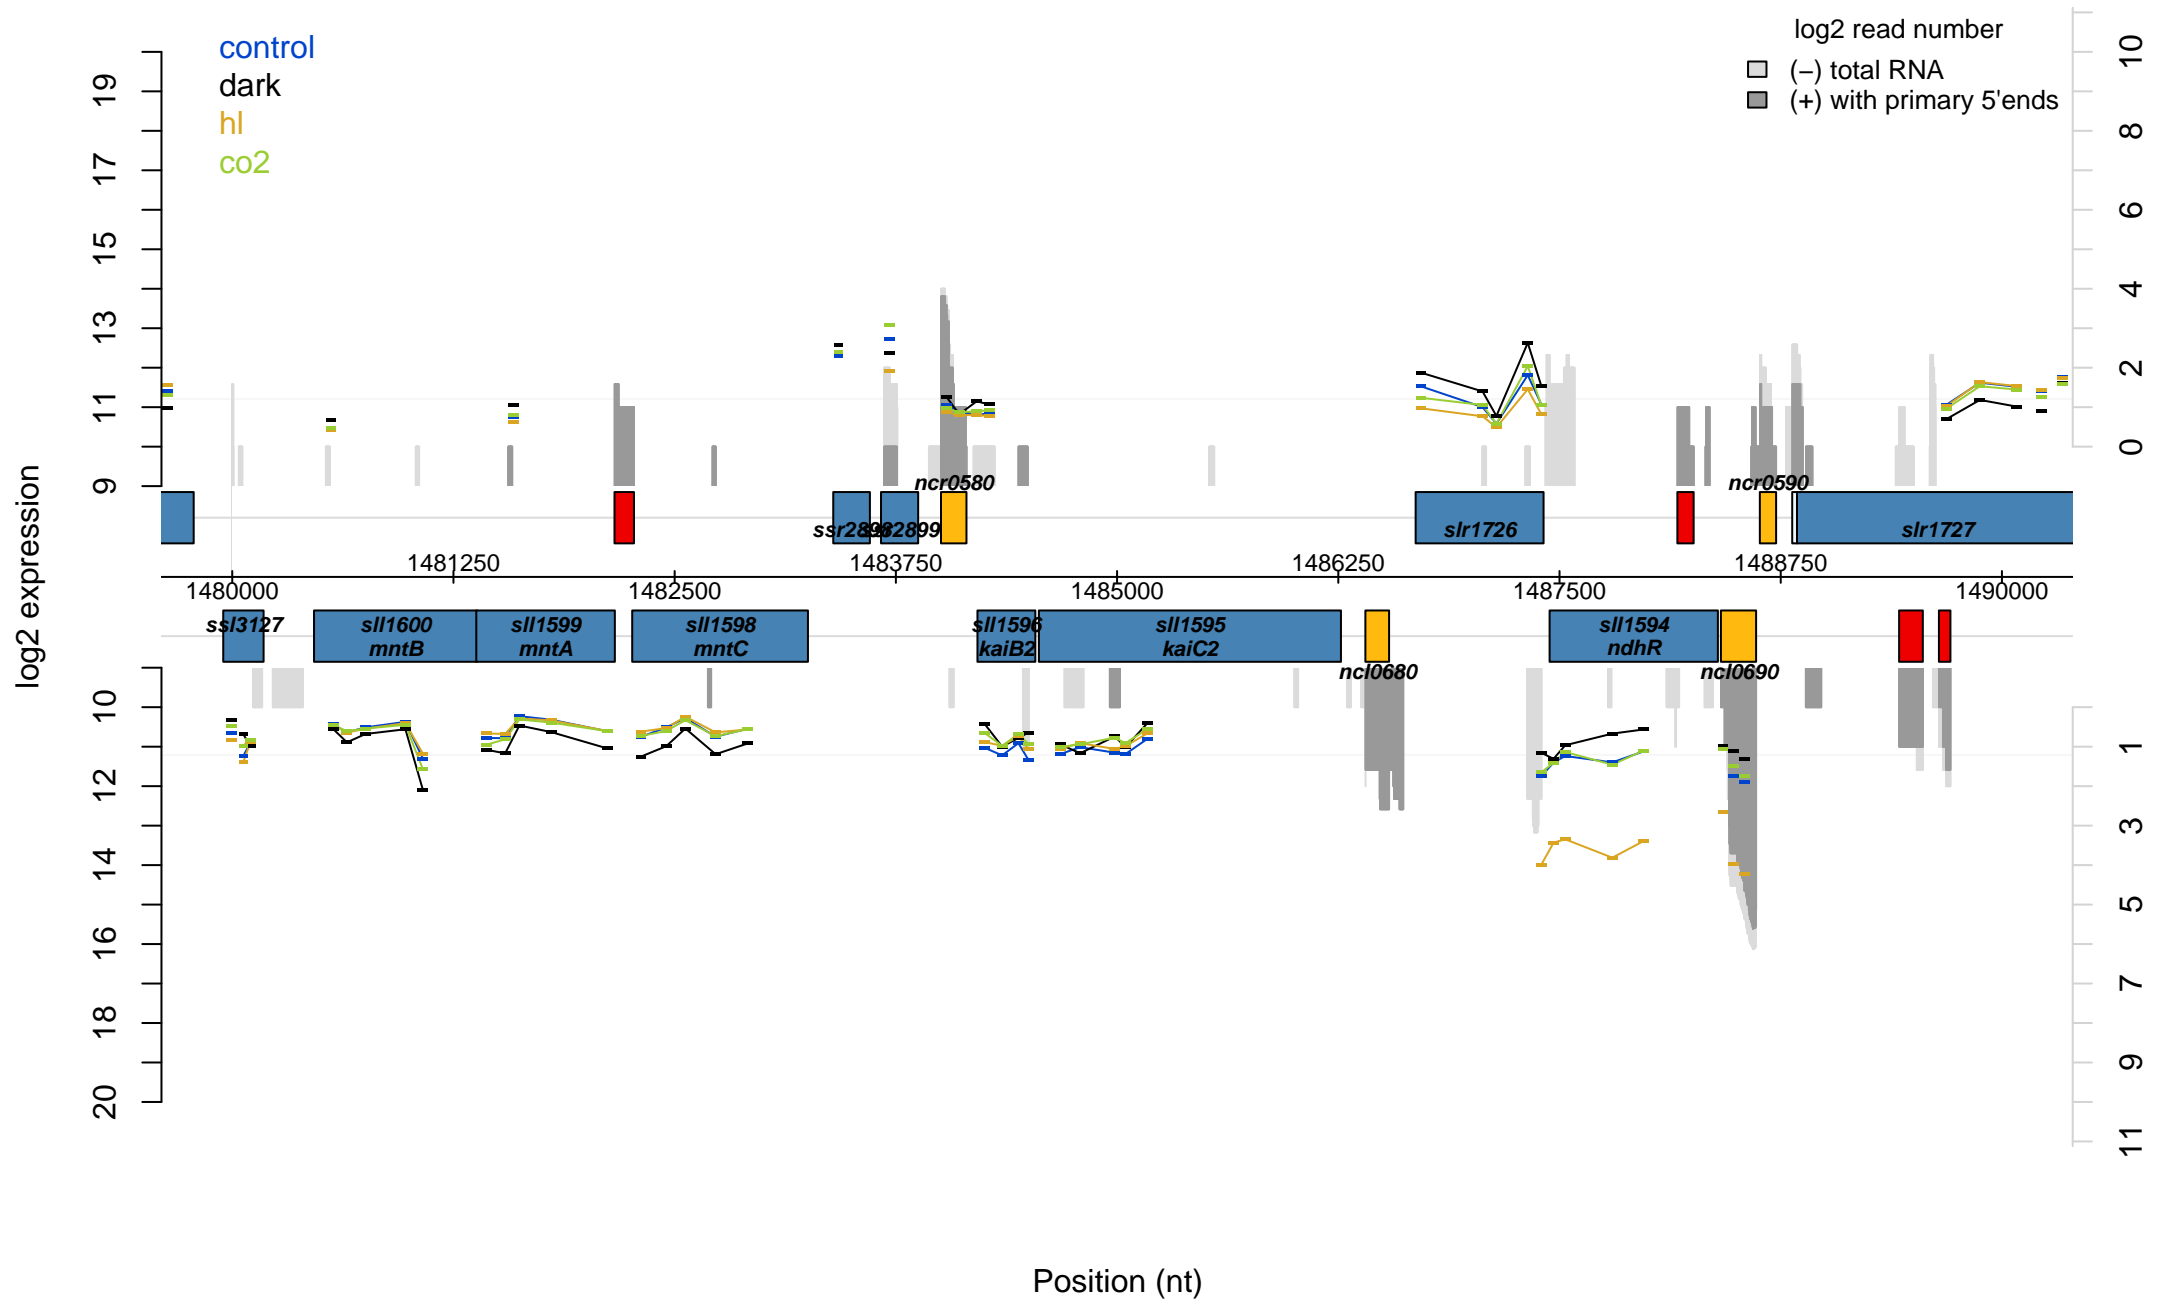 control
dark
hl
co2
log2 read number
(−) total RNA
(+) with primary 5'ends
19
17
15
13
11
9
10
8
6
4
2
0
log2 expression
ncr0580
ncr0590
ssr2898
ssr2899
slr1726
slr1727
1481250
1483750
1486250
1488750
1480000
1482500
1485000
1487500
1490000
ssl3127
sll1600
mntB
sll1599
mntA
sll1598
mntC
sll1596
kaiB2
sll1595
kaiC2
sll1594
ndhR
ncl0680
ncl0690
10
12
14
16
18
20
1
3
5
7
9
11
Position (nt)